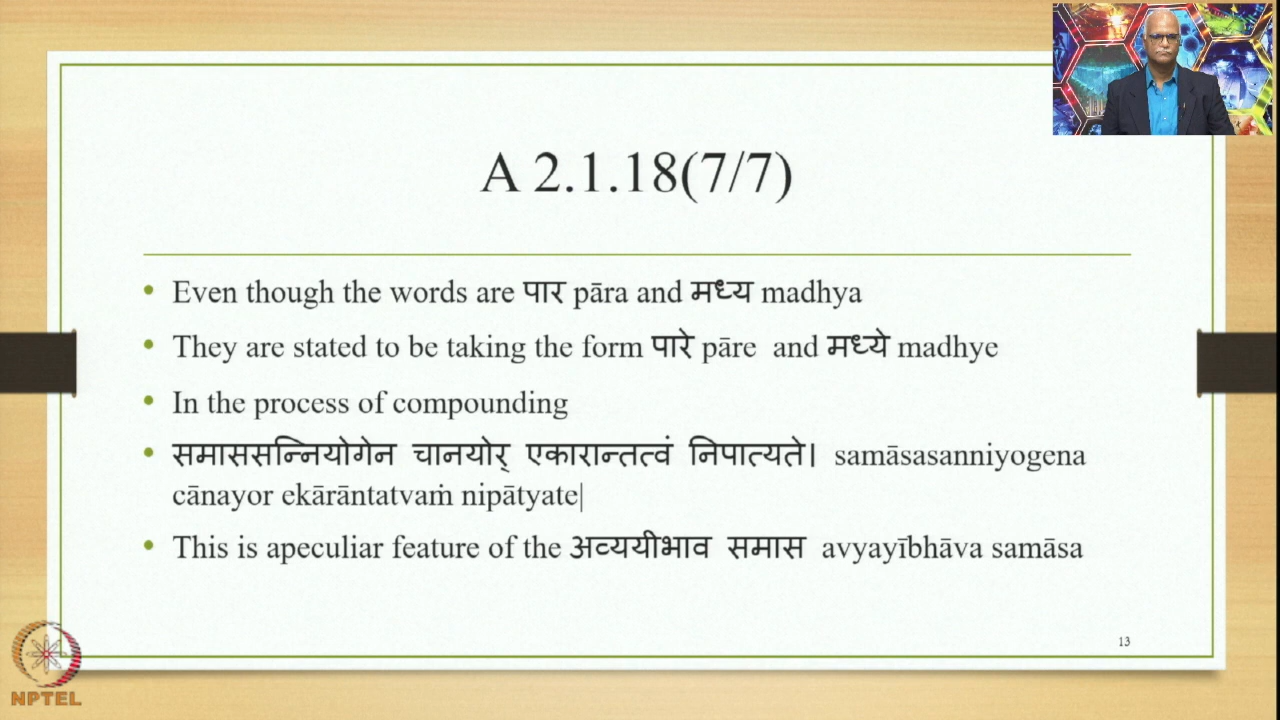 A 2.1.18(7/7)
• Even though the words are पार pāra and मध्य madhya
• They are stated to be taking the form पारे pāre and मध्ये madhye
• In the process of compounding
• समाससन्नियोगेन चानयोर् एकारान्तत्वं निपात्यते। samāsasanniyogena
cānayor ekārāntatvaṁ nipātyate|
• This is apeculiar feature of the अव्ययीभाव समास avyayībhāva samāsa
13
NPTEL